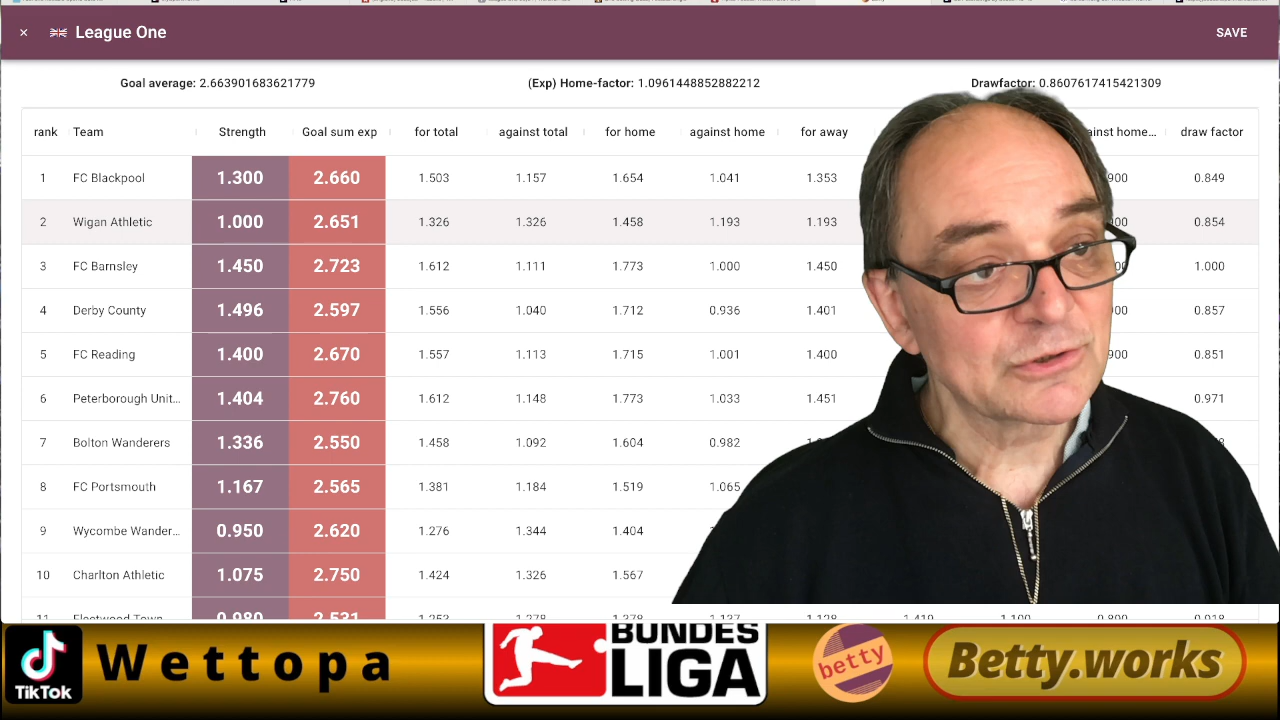 League One SAVE
Goal average: 2.663901683621779 (Exp) Home-factor: 1.0961448852882212 Drawfactor: 0.8607617415421309
rank Team Strength Goal sum exp for total against total for home against home for away home... draw factor
1 FC Blackpool 1.300 2.660 1.503 1.157 1.654 1.041 1.353 0.849
2 Wigan Athletic 1.000 2.651 1.326 1.326 1.458 1.193 1.193 0.854
3 FC Barnsley 1.450 2.723 1.612 1.111 1.773 1.000 1.450 1.000
4 Derby County 1.496 2.597 1.556 1.040 1.712 0.936 1.401 0.857
5 FC Reading 1.400 2.670 1.557 1.113 1.715 1.001 1.400 0.851
6 Peterborough Unit... 1.404 2.760 1.612 1.148 1.773 1.033 1.451 0.971
7 Bolton Wanderers 1.336 2.550 1.458 1.092 1.604 0.982
8 FC Portsmouth 1.167 2.565 1.381 1.184 1.519 1.065
9 Wycombe Wander... 0.950 2.620 1.276 1.344 1.404
10 Charlton Athletic 1.075 2.750 1.424 1.326 1.567
11 Fleetwood Town 0.980 2.531 1.253 1.278 1.378 1.137 1.128 1.419 1.100 0.800 0.918
TikTok
Wettopa
BUNDES
LIGA
betty
Betty.works